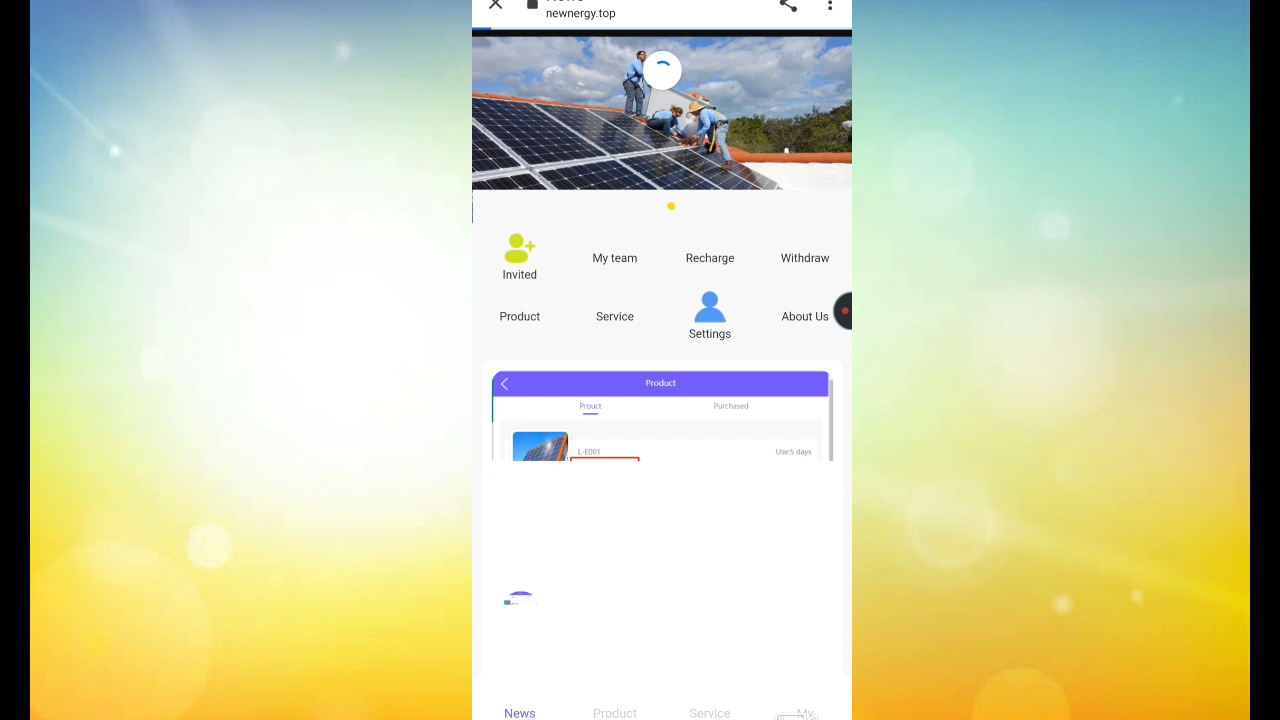 newnergy.top
Invited
My team
Recharge
Withdraw
Product
Service
Settings
About Us
Product
Prouct
Purchased
L-E001
Use:5 days
News
Product
Service
My